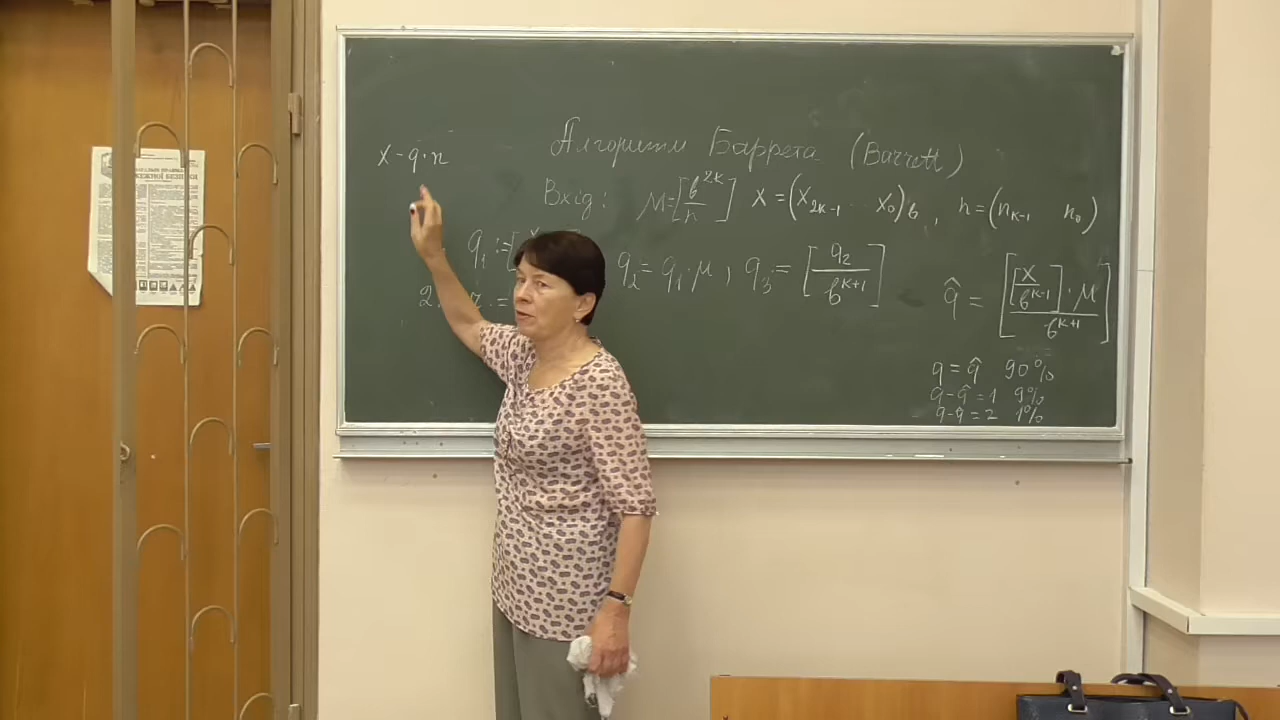 Алгоритм Баррета (Barrett)
x - q·n
Вхід: μ=[b^2k/n] x=(x_2k-1 .. x_0)_b, n=(n_k-1 n_0)
q_1:=[ q_2=q_1·μ, q_3=[q_2/b^k+1]
q̂=[[x/b^k-1]·μ/b^k+1]
2. r :=
q=q̂ 90%
q-q̂=1 9%
q-q̂=2 1%